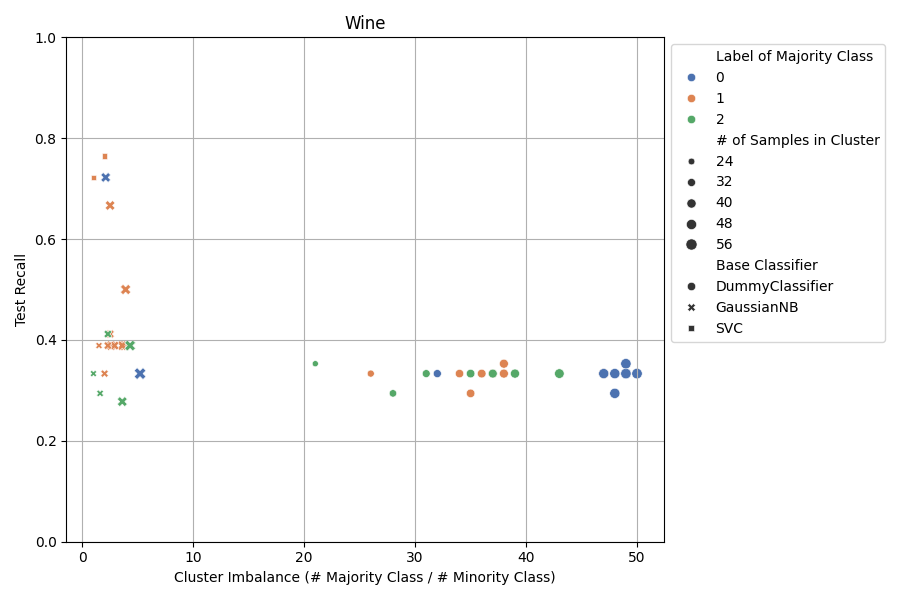 Wine
Test Recall
1.0
0.8
0.6
0.4
0.2
0.0
0 10 20 30 40 50
Cluster Imbalance (# Majority Class / # Minority Class)
Label of Majority Class
0
1
2
# of Samples in Cluster
24
32
40
48
56
Base Classifier
DummyClassifier
GaussianNB
SVC